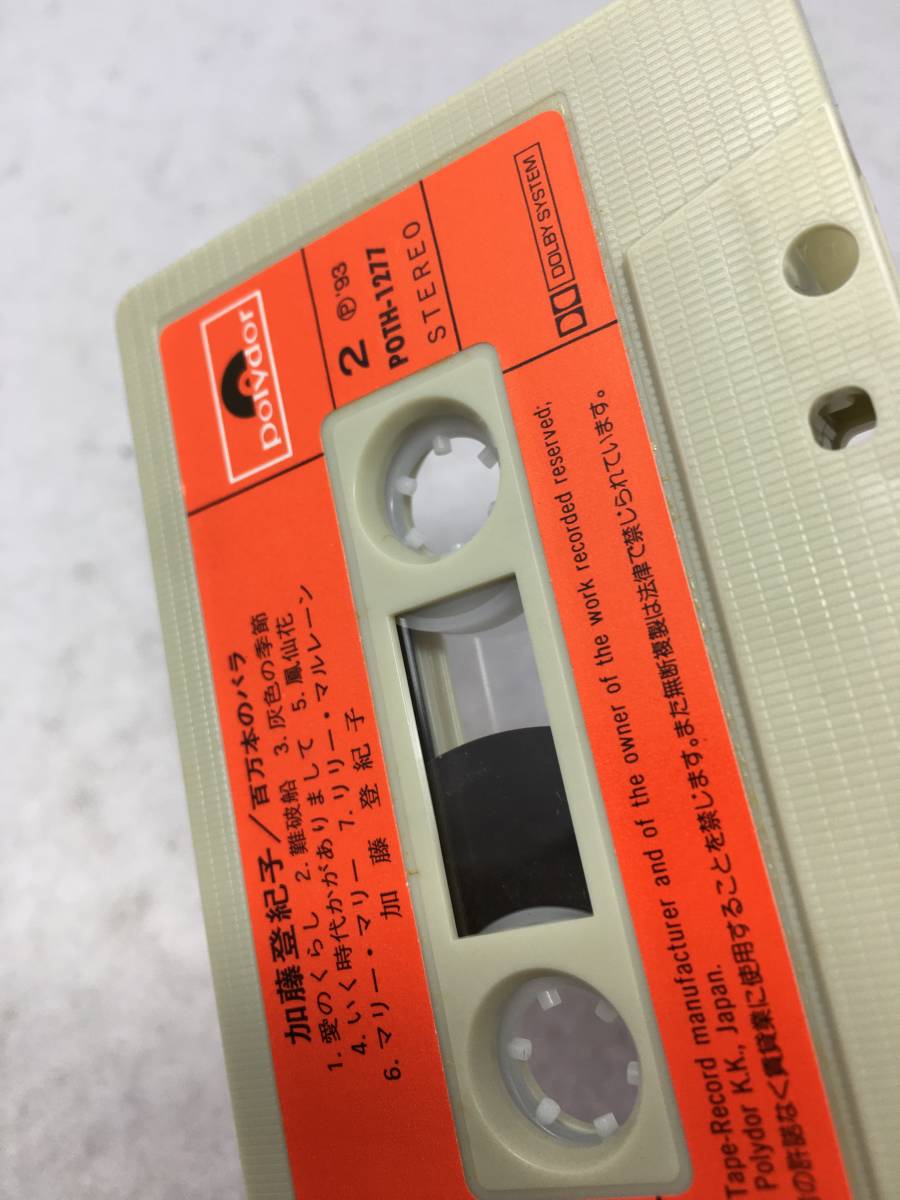 加藤登紀子／百万本のバラ
1. 愛のくらし 2. 難破船 3. 灰色の季節
4. いく時代かがありまして 5. 鳳仙花
6. マリー・マリー 7. リリー・マルレーン
加藤登紀子
polydor
2 Ⓟ'93
POTH-1277
STEREO
DOLBY SYSTEM
Tape-Record manufacturer and of the owner of the work recorded reserved;
Polydor K.K., Japan.
の許諾なく賃貸業に使用することを禁じます。また無断複製は法律で禁じられています。